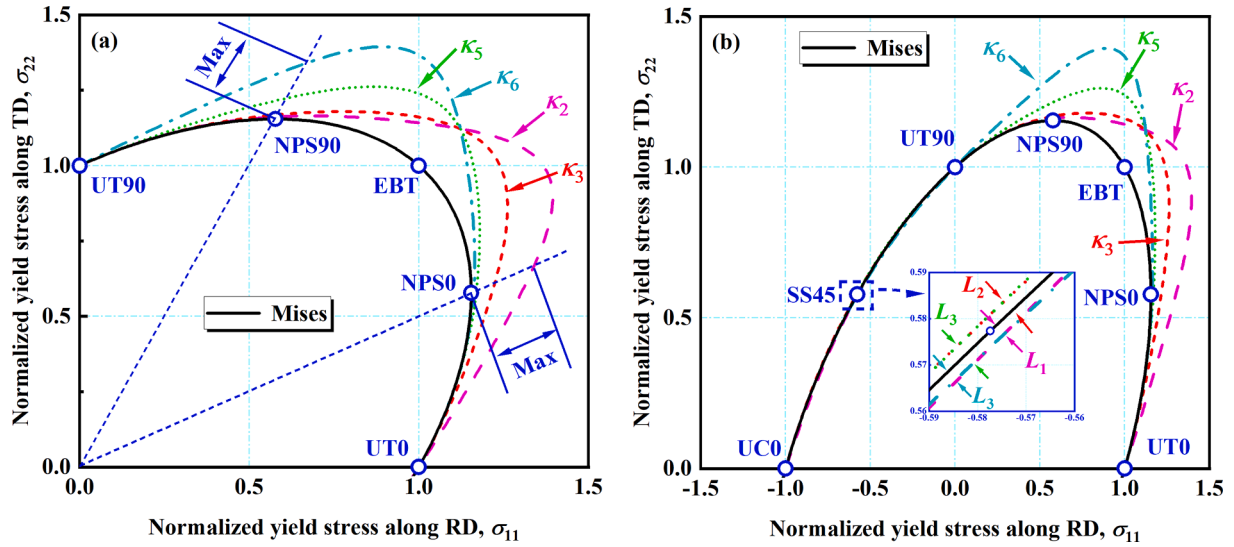 (a)
1.5
1.0
0.5
0.0
0.0
0.5
1.0
1.5
Normalized yield stress along TD, σ22
Normalized yield stress along RD, σ11
Max
κ5
κ6
κ2
κ3
NPS90
UT90
EBT
NPS0
Mises
Max
UT0
(b)
Mises
1.5
1.0
0.5
0.0
-1.5
-1.0
-0.5
0.0
0.5
1.0
1.5
Normalized yield stress along TD, σ22
Normalized yield stress along RD, σ11
κ6
κ5
κ2
UT90
NPS90
EBT
κ3
SS45
NPS0
0.59
0.58
0.57
0.56
-0.59
-0.58
-0.57
-0.56
L2
L3
L1
L3
UC0
UT0